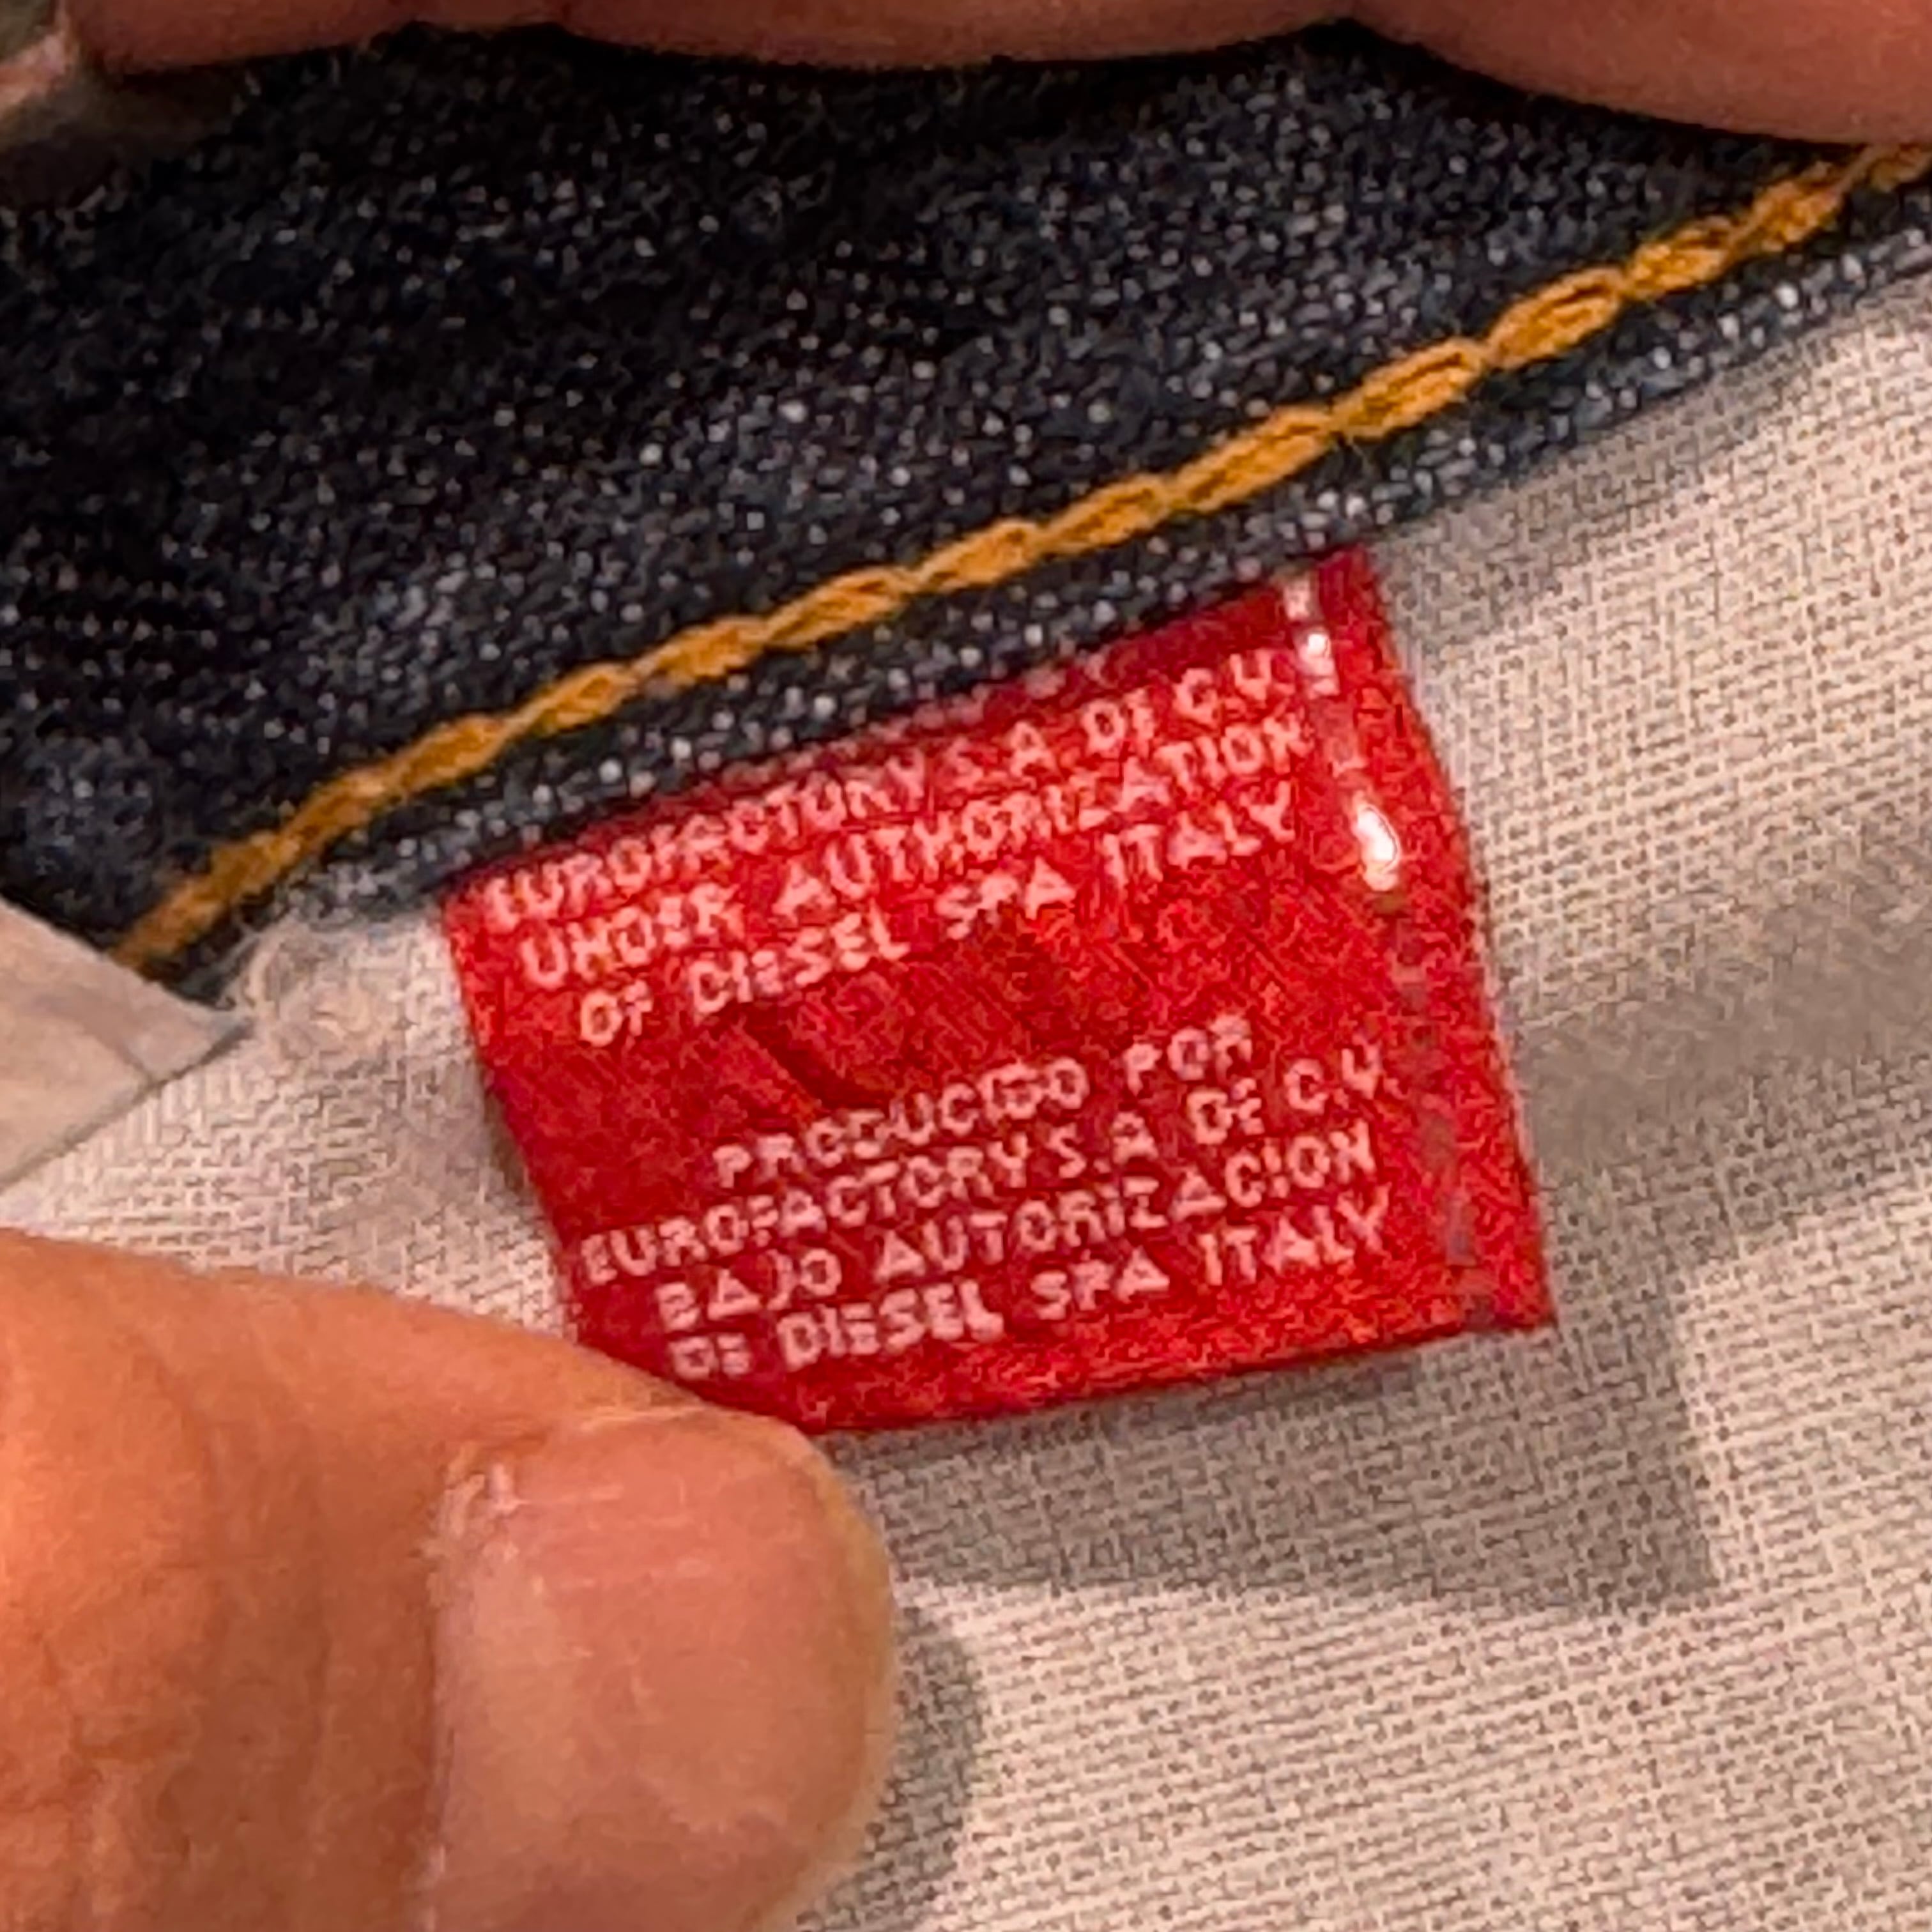 EUROFACTORY S.A. DE C.V.
UNDER AUTHORIZATION
OF DIESEL SPA ITALY
PRODUCIDO POR
EUROFACTORY S.A. DE C.V.
BAJO AUTORIZACION
DE DIESEL SPA ITALY